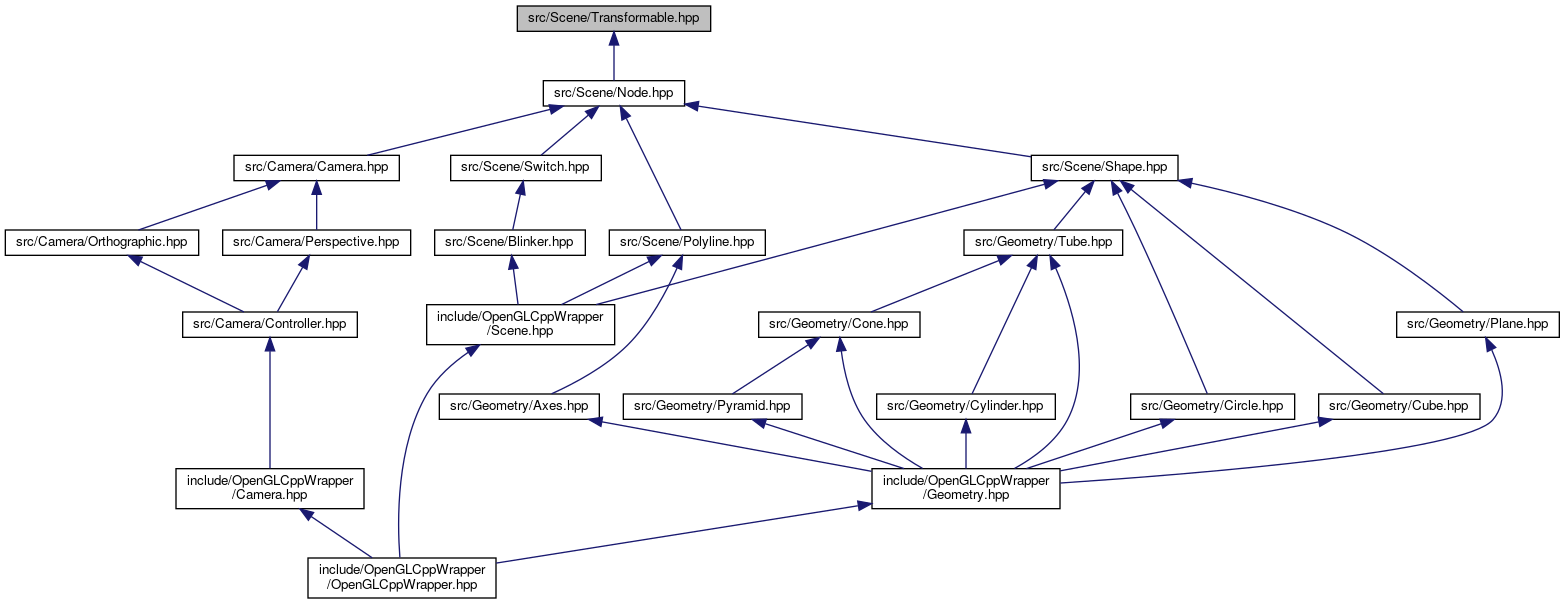 src/Scene/Transformable.hpp
src/Scene/Node.hpp
src/Camera/Camera.hpp
src/Scene/Switch.hpp
src/Scene/Shape.hpp
src/Camera/Orthographic.hpp
src/Camera/Perspective.hpp
src/Scene/Blinker.hpp
src/Scene/Polyline.hpp
src/Geometry/Tube.hpp
src/Camera/Controller.hpp
include/OpenGLCppWrapper
/Scene.hpp
src/Geometry/Cone.hpp
src/Geometry/Plane.hpp
src/Geometry/Axes.hpp
src/Geometry/Pyramid.hpp
src/Geometry/Cylinder.hpp
src/Geometry/Circle.hpp
src/Geometry/Cube.hpp
include/OpenGLCppWrapper
/Camera.hpp
include/OpenGLCppWrapper
/Geometry.hpp
include/OpenGLCppWrapper
/OpenGLCppWrapper.hpp